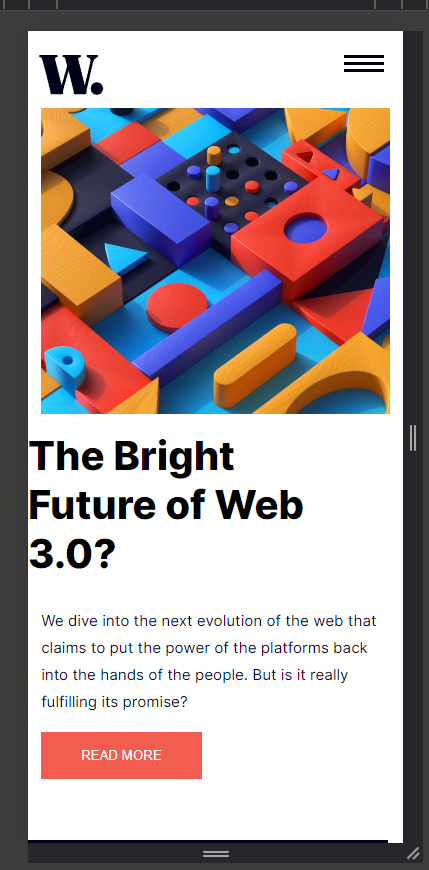 W.
The Bright
Future of Web
3.0?
We dive into the next evolution of the web that
claims to put the power of the platforms back
into the hands of the people. But is it really
fulfilling its promise?
READ MORE